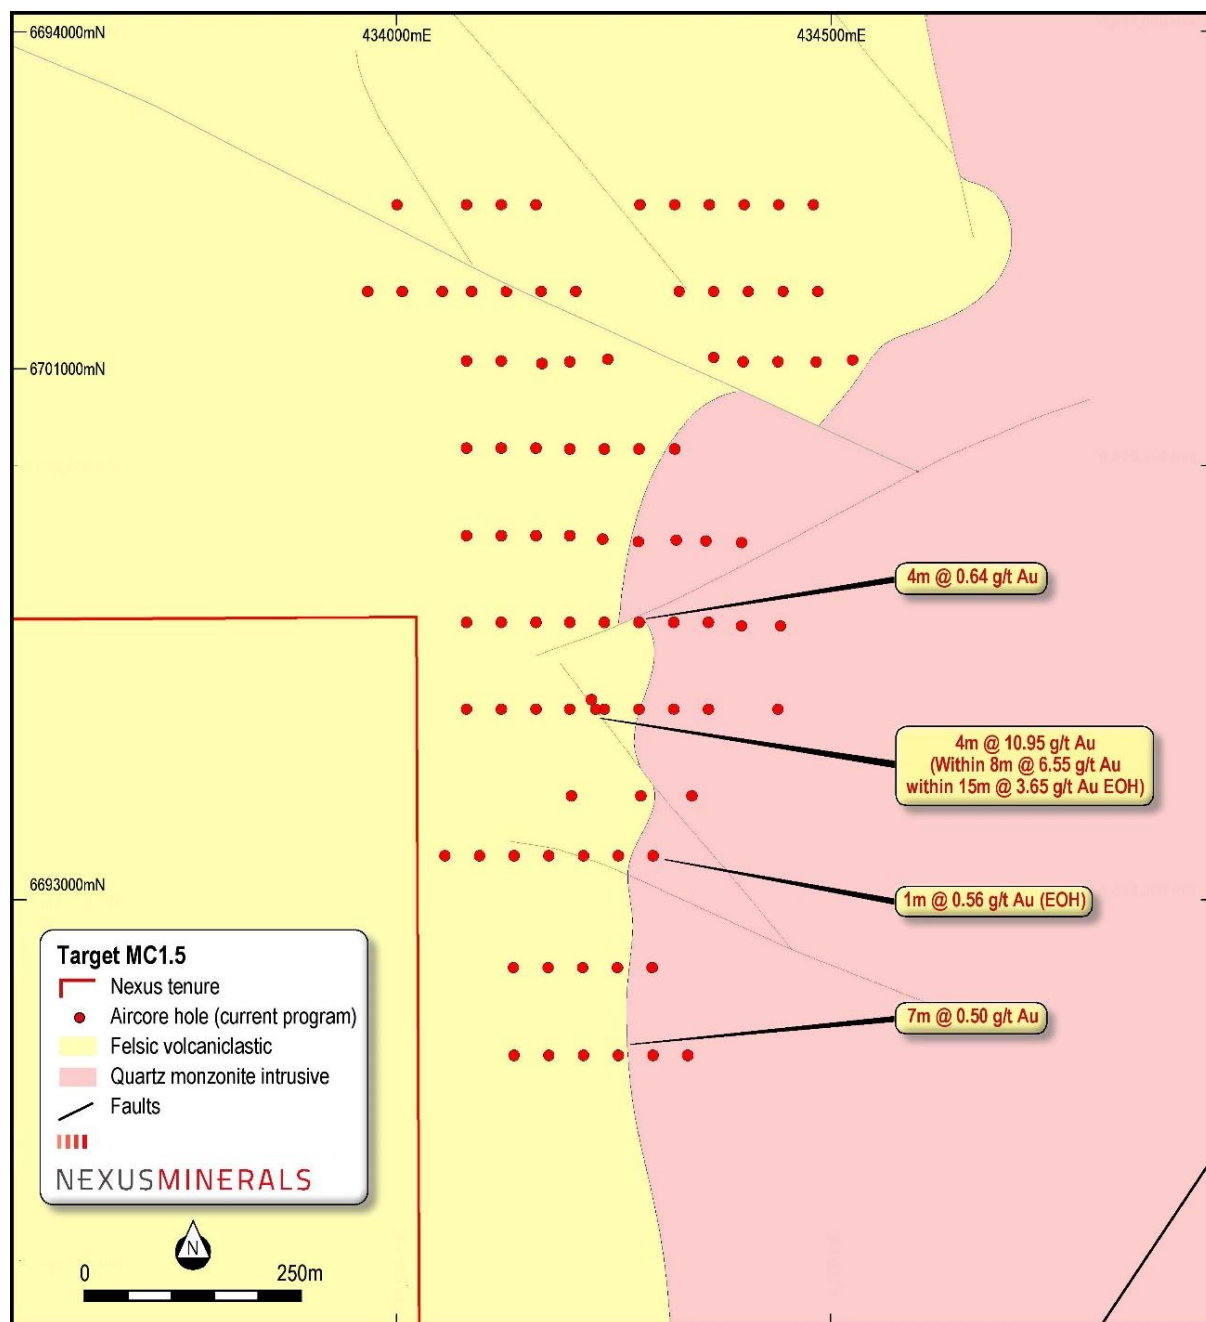 6694000mN
434000mE
434500mE
6701000mN
4m @ 0.64 g/t Au
4m @ 10.95 g/t Au
(Within 8m @ 6.55 g/t Au
within 15m @ 3.65 g/t Au EOH)
1m @ 0.56 g/t Au (EOH)
6693000mN
7m @ 0.50 g/t Au
Target MC1.5
Nexus tenure
Aircore hole (current program)
Felsic volcaniclastic
Quartz monzonite intrusive
Faults
NEXUSMINERALS
N
0 250m